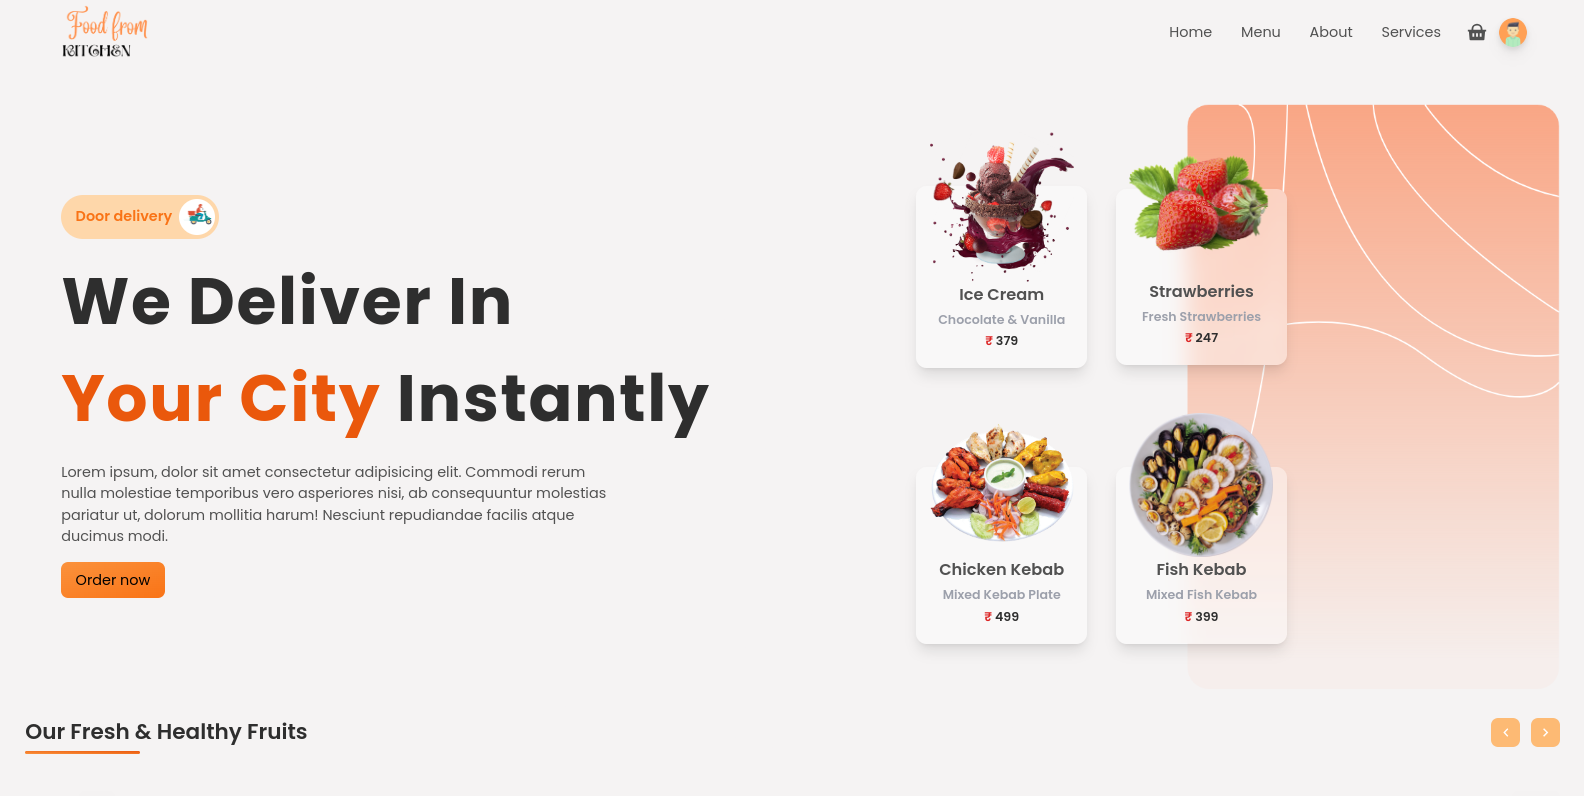 Food from
KITCHEN
Home Menu About Services
Door delivery
We Deliver In
Your City Instantly
Lorem ipsum, dolor sit amet consectetur adipisicing elit. Commodi rerum
nulla molestiae temporibus vero asperiores nisi, ab consequuntur molestias
pariatur ut, dolorum mollitia harum! Nesciunt repudiandae facilis atque
ducimus modi.
Order now
Ice Cream
Chocolate & Vanilla
₹ 379
Strawberries
Fresh Strawberries
₹ 247
Chicken Kebab
Mixed Kebab Plate
₹ 499
Fish Kebab
Mixed Fish Kebab
₹ 399
Our Fresh & Healthy Fruits